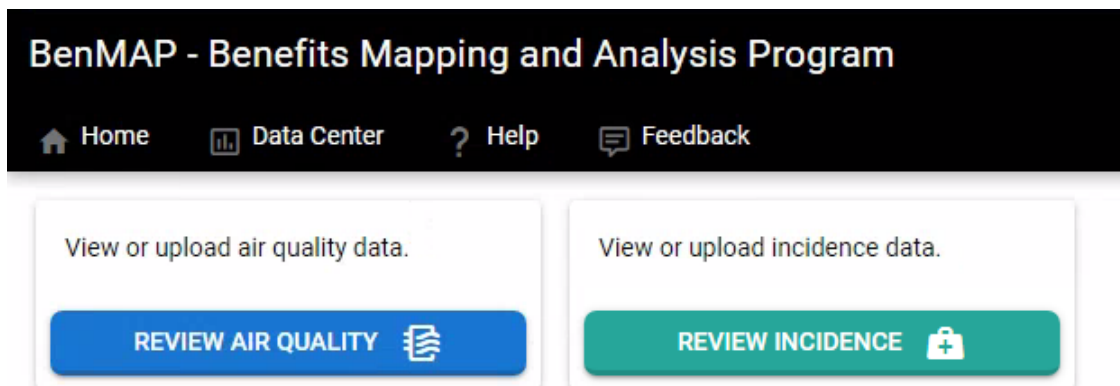 BenMAP - Benefits Mapping and Analysis Program
Home Data Center Help Feedback
View or upload air quality data.
REVIEW AIR QUALITY
View or upload incidence data.
REVIEW INCIDENCE